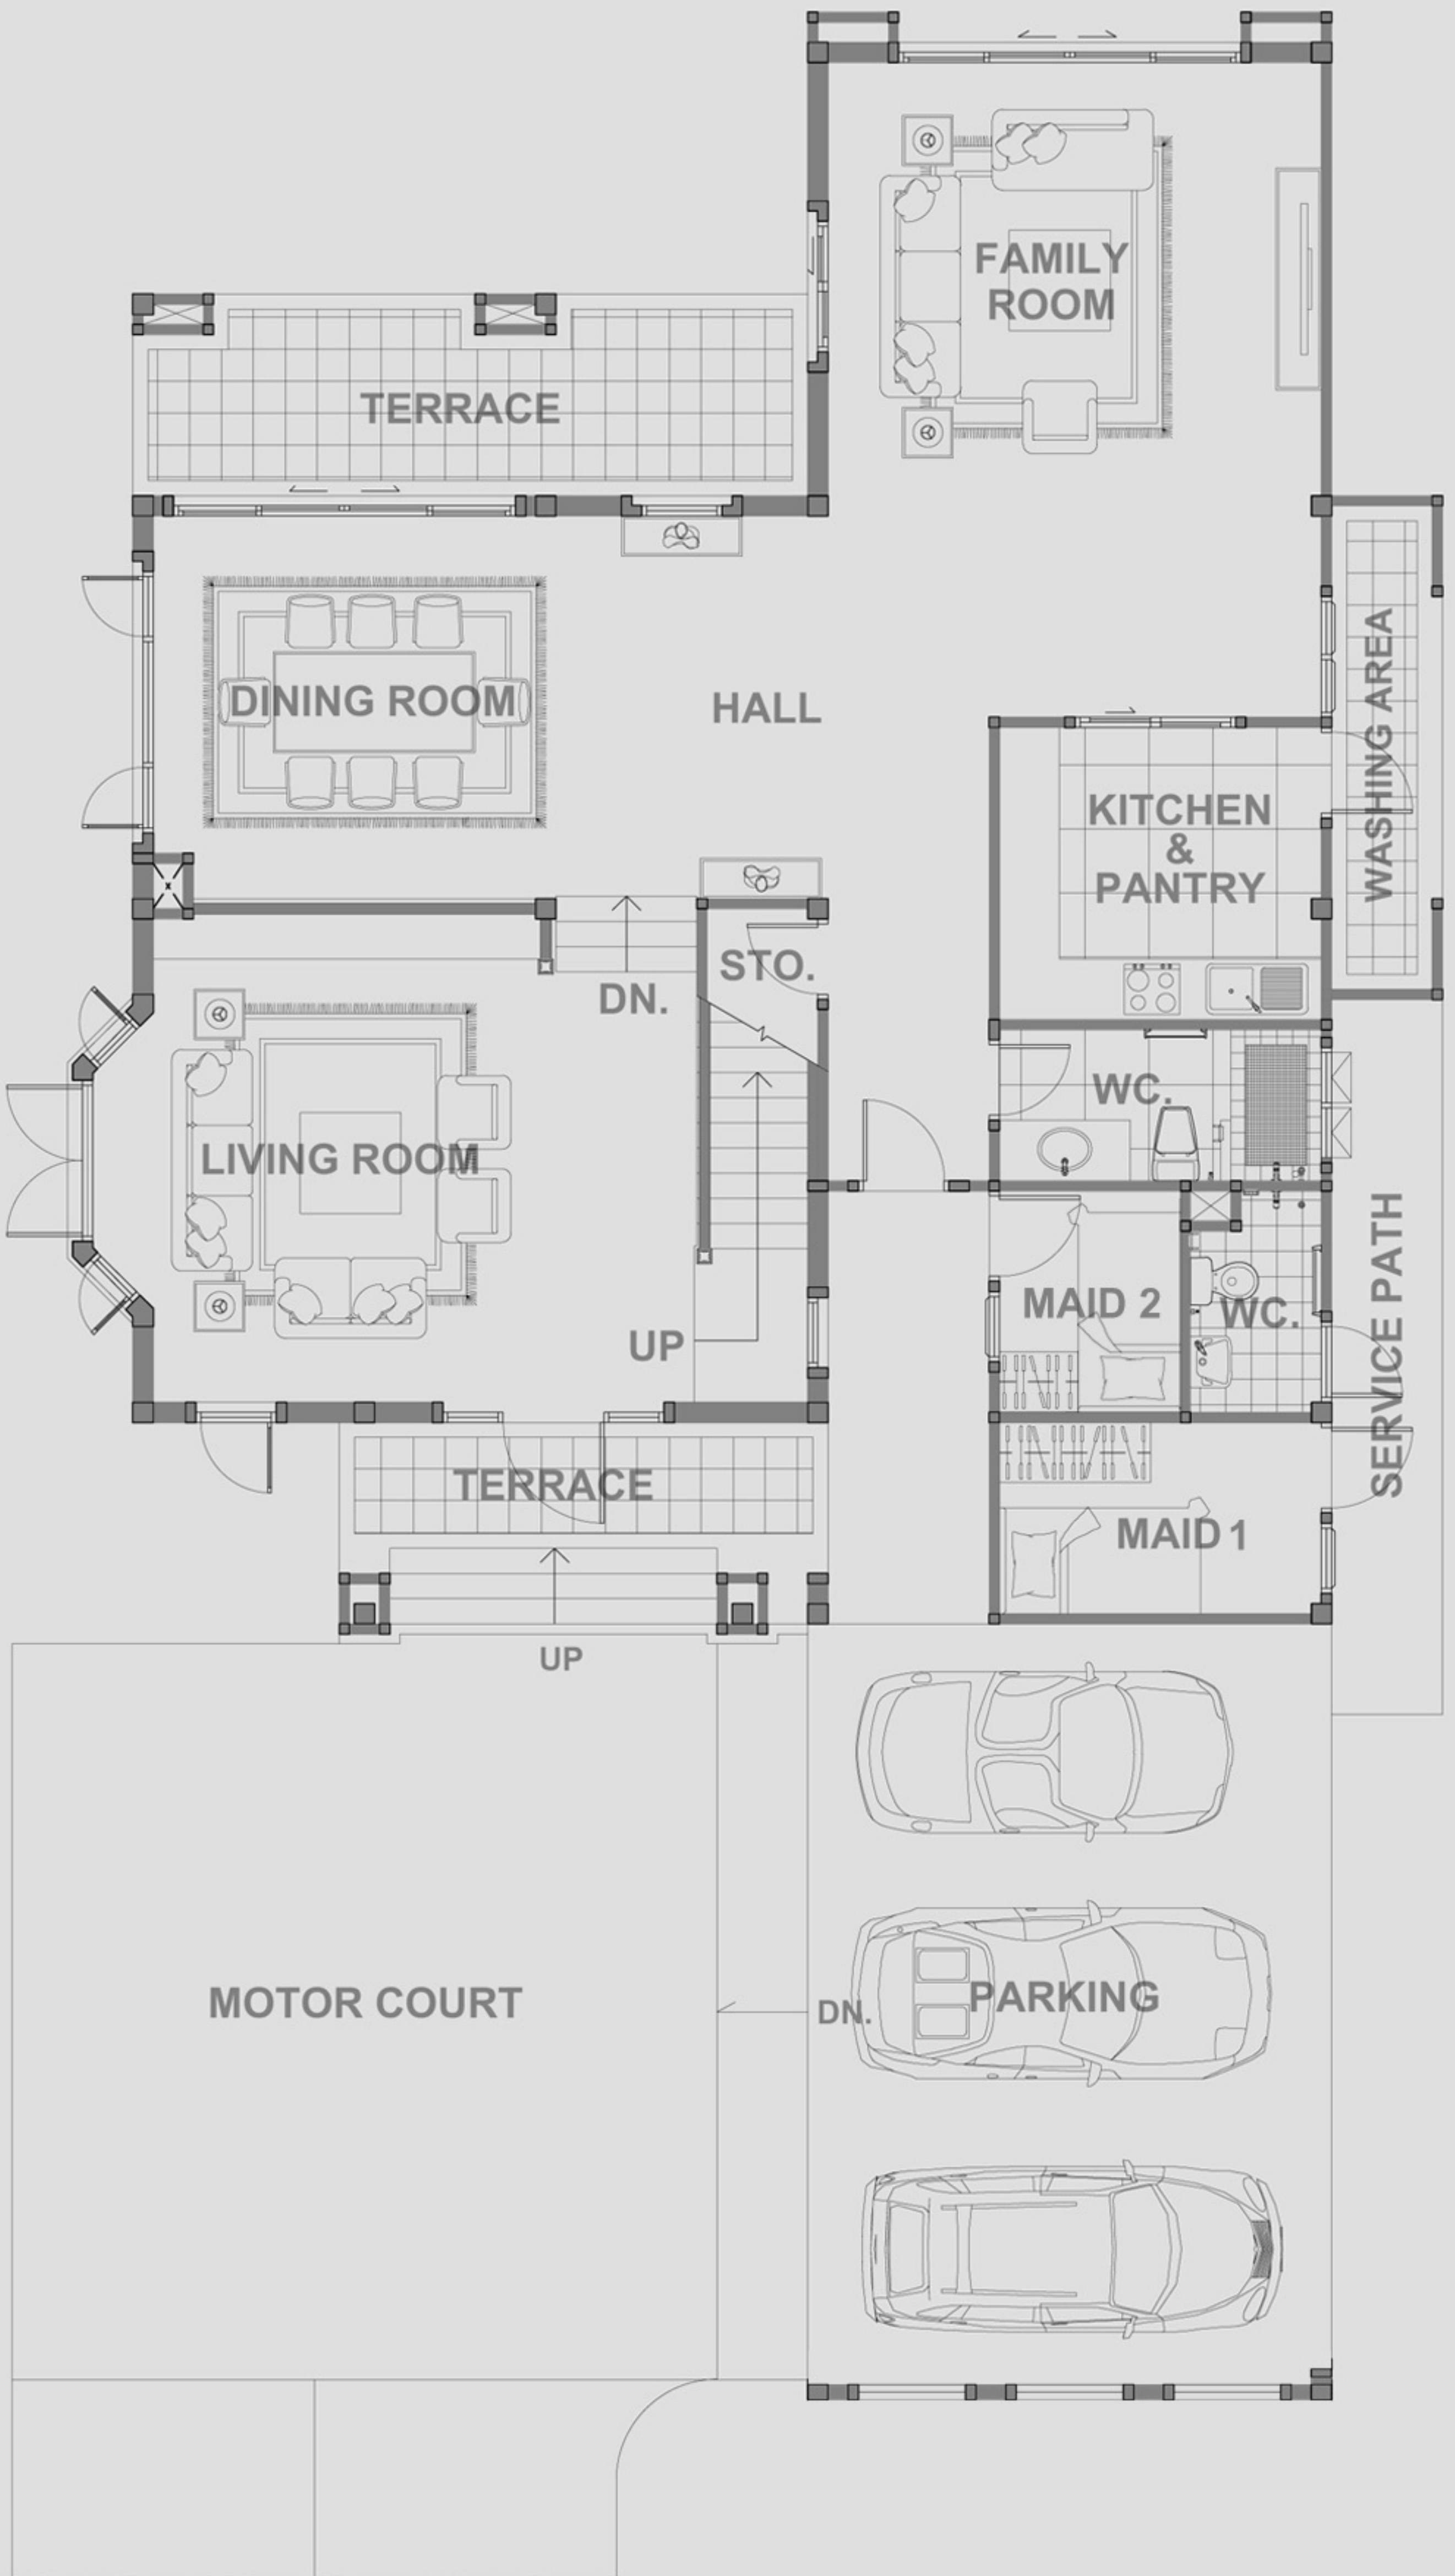 FAMILY
ROOM
TERRACE
DINING ROOM
HALL
WASHING AREA
KITCHEN
&
PANTRY
STO.
DN.
WC.
LIVING ROOM
UP
MAID 2
WC.
SERVICE PATH
TERRACE
MAID 1
UP
MOTOR COURT
DN.
PARKING